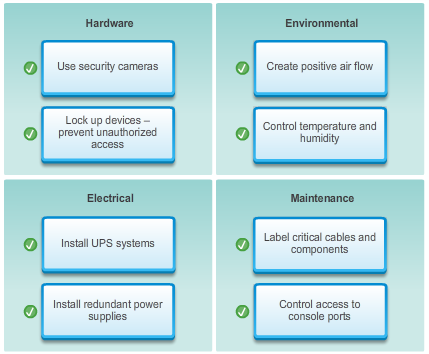 Hardware
Use security cameras
Lock up devices –
prevent unauthorized
access
Environmental
Create positive air flow
Control temperature and
humidity
Electrical
Install UPS systems
Install redundant power
supplies
Maintenance
Label critical cables and
components
Control access to
console ports